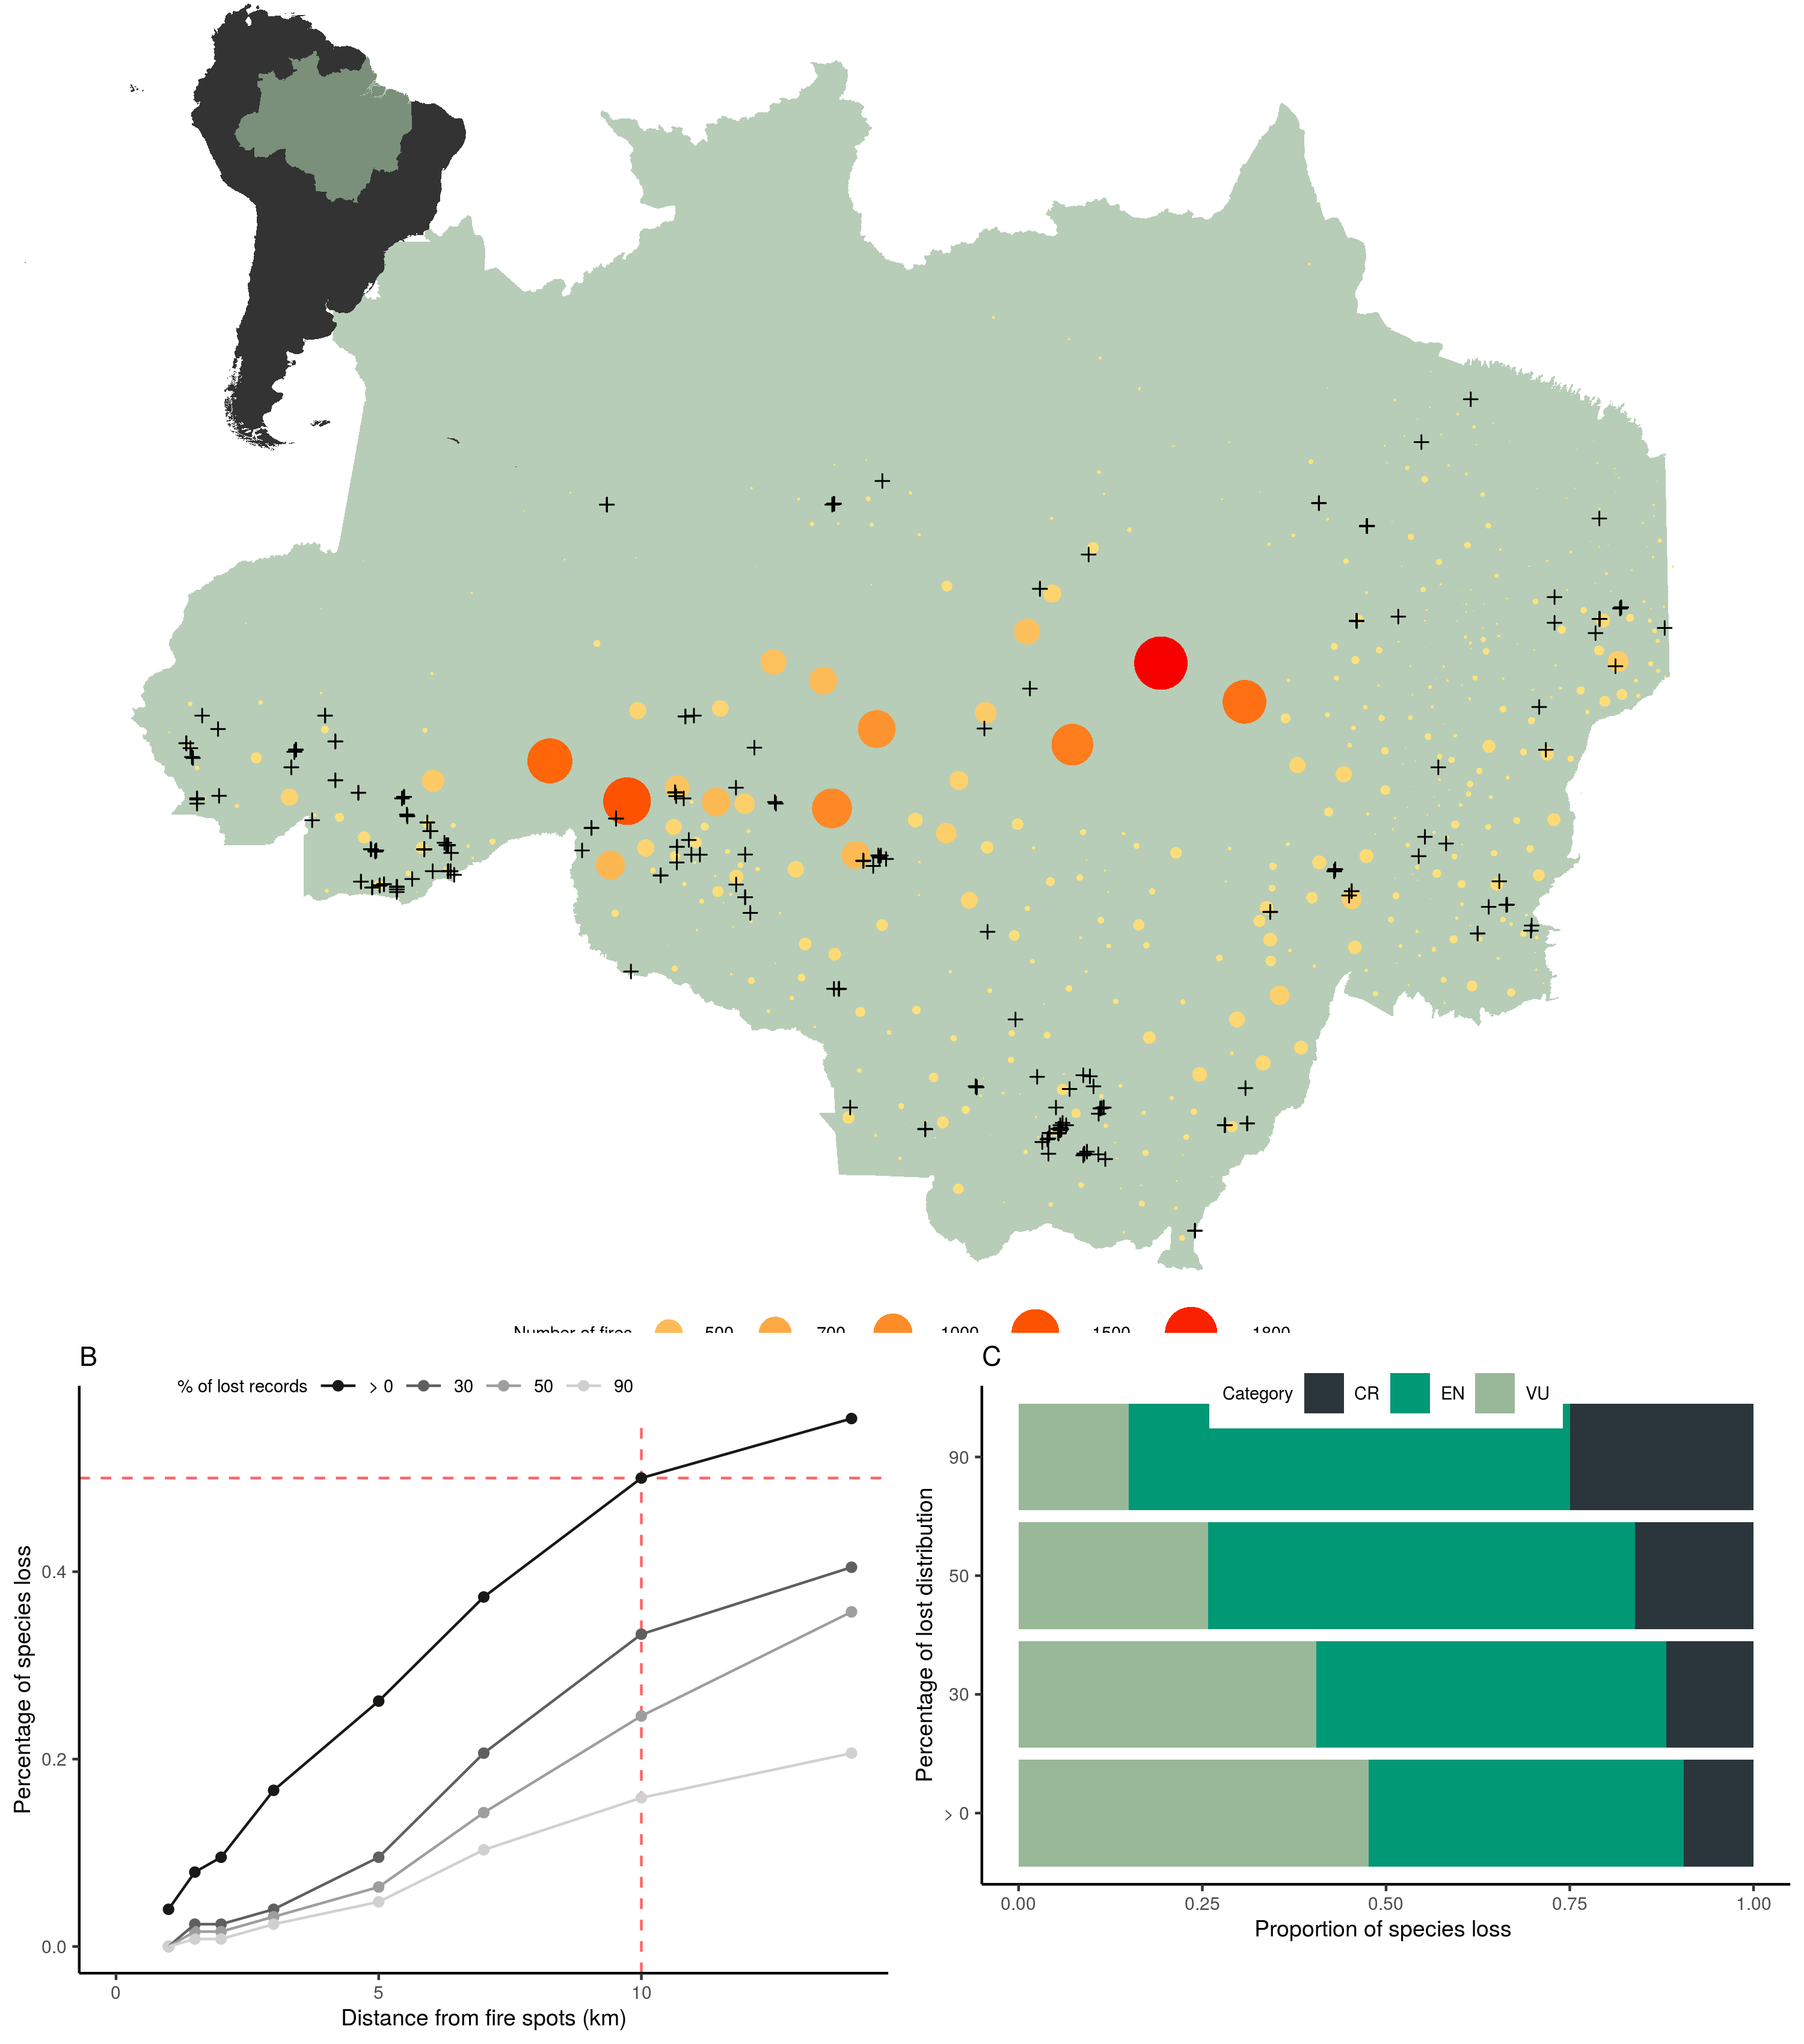 Number of fires 500 700 1000 1500 1800
B
% of lost records > 0 30 50 90
Percentage of species loss
0.4
0.2
0.0
0 5 10
Distance from fire spots (km)
C
Category CR EN VU
Percentage of lost distribution
90
50
30
> 0
0.00 0.25 0.50 0.75 1.00
Proportion of species loss